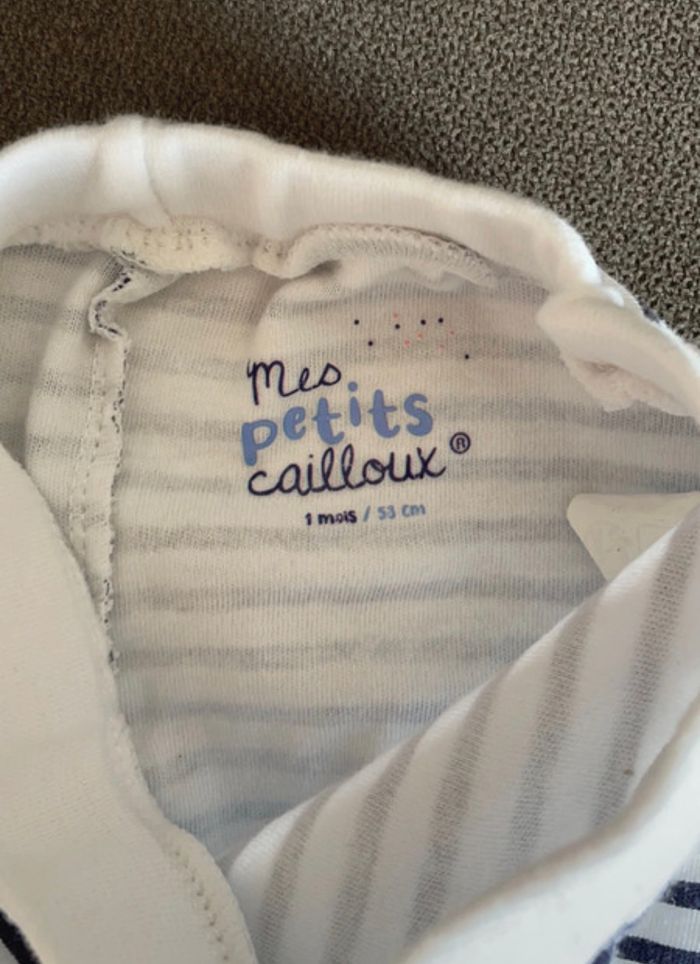 Mes
petits
cailloux®
1 mois / 53 cm